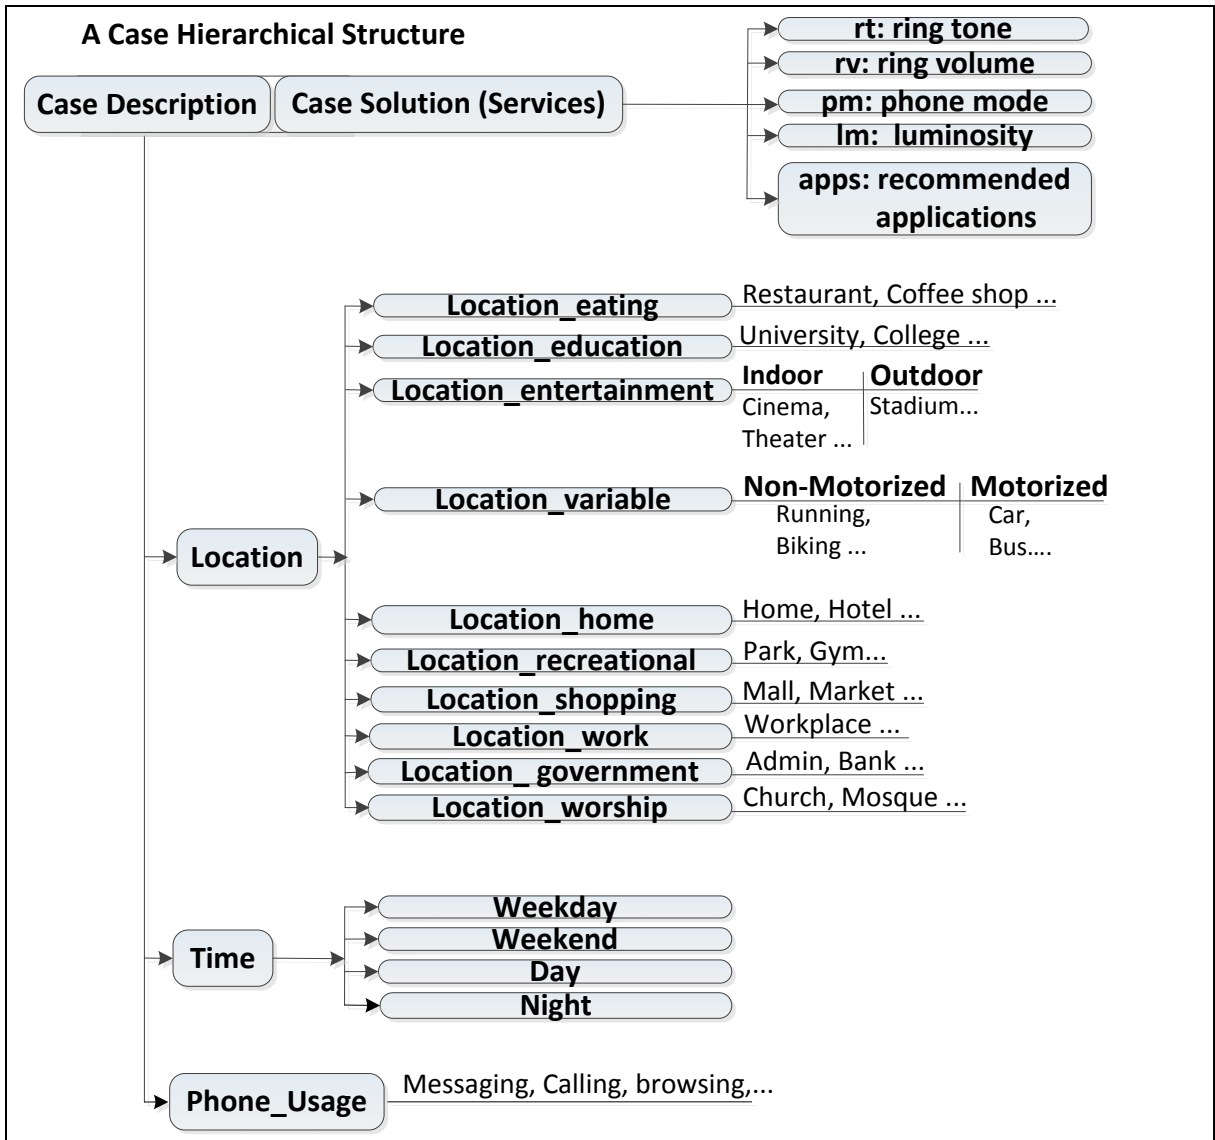 A Case Hierarchical Structure
Case Description
Case Solution (Services)
rt: ring tone
rv: ring volume
pm: phone mode
lm: luminosity
apps: recommended
applications
Location
Location_eating
Restaurant, Coffee shop ...
Location_education
University, College ...
Location_entertainment
Indoor
Outdoor
Cinema,
Theater ...
Stadium...
Location_variable
Non-Motorized
Motorized
Running,
Biking ...
Car,
Bus....
Location_home
Home, Hotel ...
Location_recreational
Park, Gym...
Location_shopping
Mall, Market ...
Location_work
Workplace ...
Location_ government
Admin, Bank ...
Location_worship
Church, Mosque ...
Time
Weekday
Weekend
Day
Night
Phone_Usage
Messaging, Calling, browsing,...